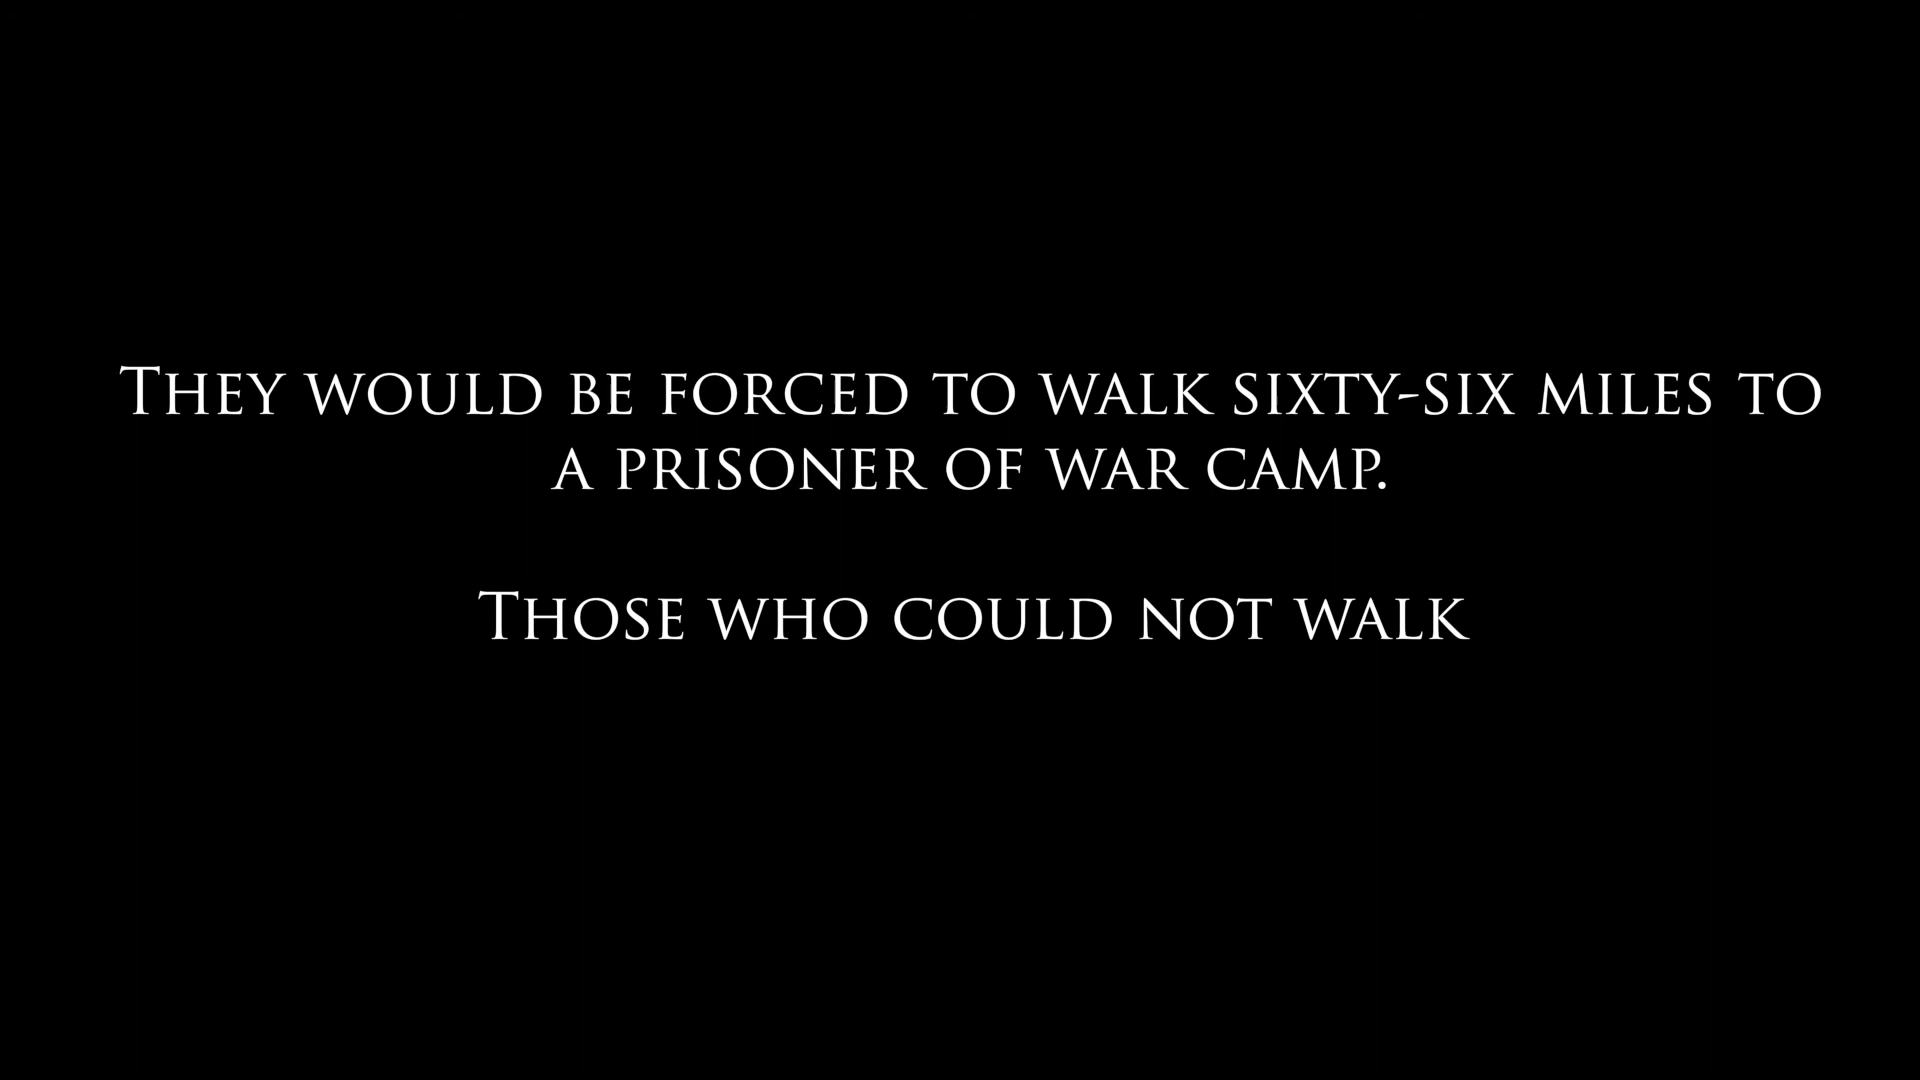 They would be forced to walk sixty-six miles to
a prisoner of war camp.
Those who could not walk